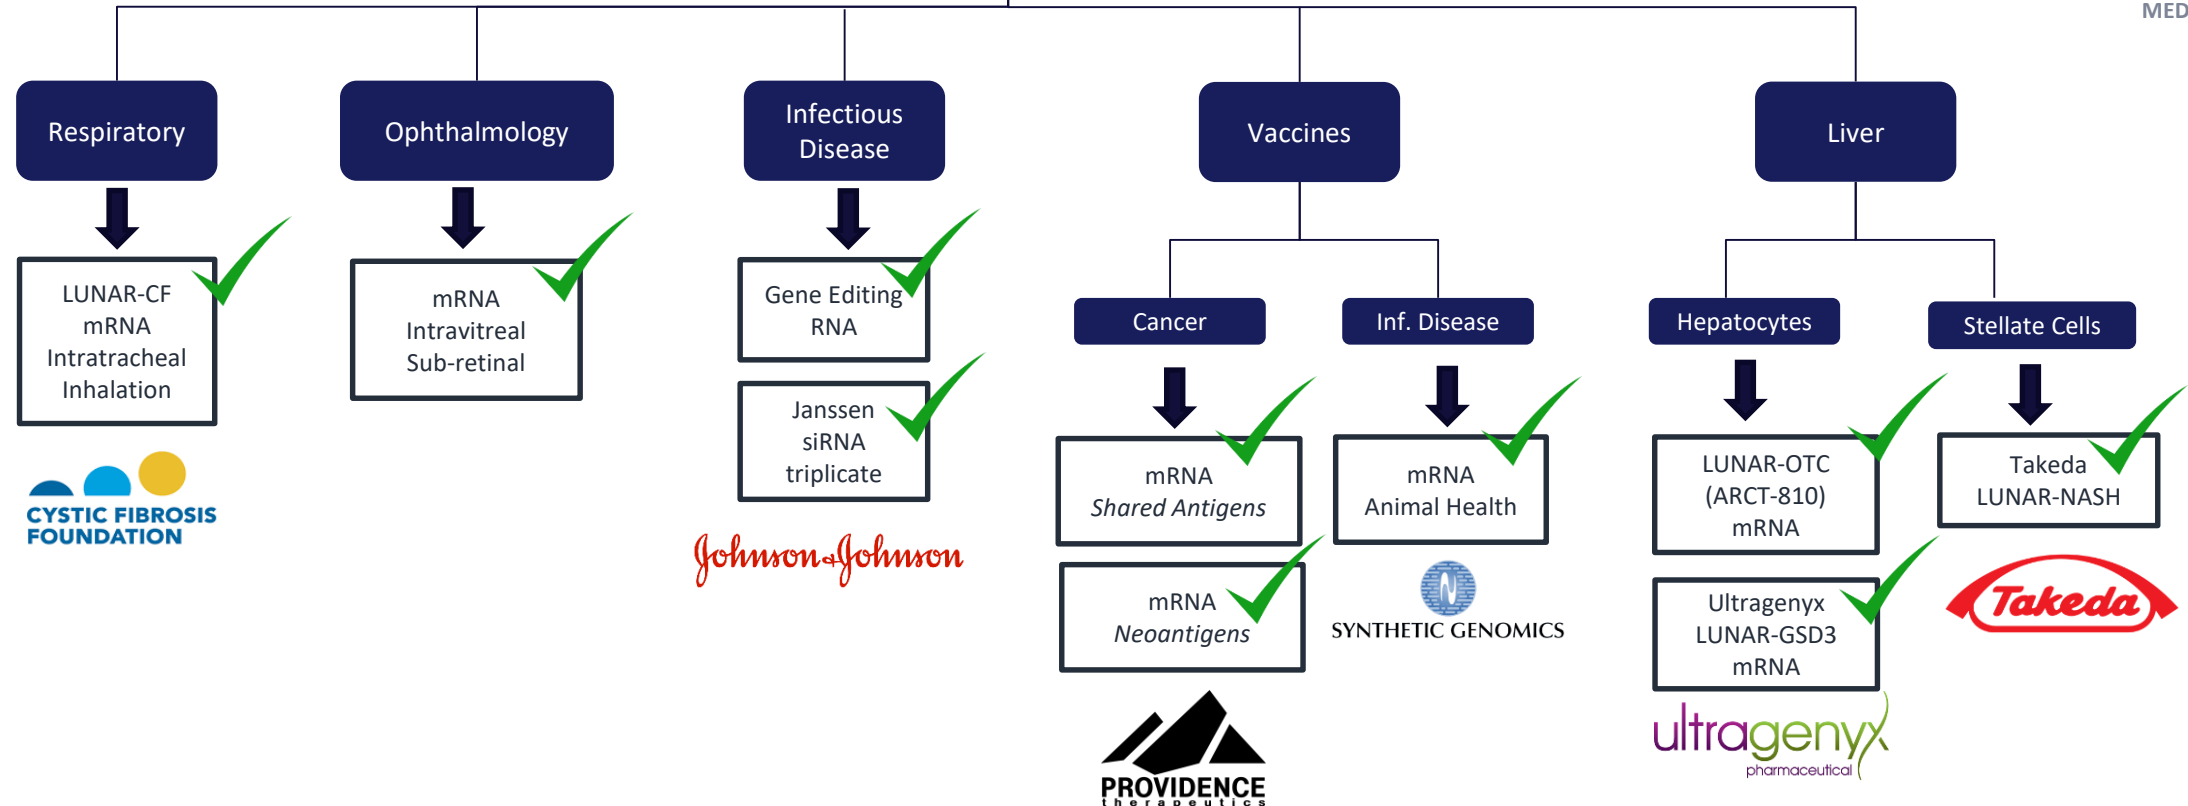 MED
Respiratory
Ophthalmology
Infectious
Disease
Vaccines
Liver
LUNAR-CF
mRNA
Intratracheal
Inhalation
mRNA
Intravitreal
Sub-retinal
Gene Editing
RNA
Janssen
siRNA
triplicate
Cancer
Inf. Disease
Hepatocytes
Stellate Cells
mRNA
Shared Antigens
mRNA
Neoantigens
mRNA
Animal Health
LUNAR-OTC
(ARCT-810)
mRNA
Ultragenyx
LUNAR-GSD3
mRNA
Takeda
LUNAR-NASH
CYSTIC FIBROSIS
FOUNDATION
Johnson & Johnson
SYNTHETIC GENOMICS
Takeda
PROVIDENCE
therapeutics
ultragenyx
pharmaceutical